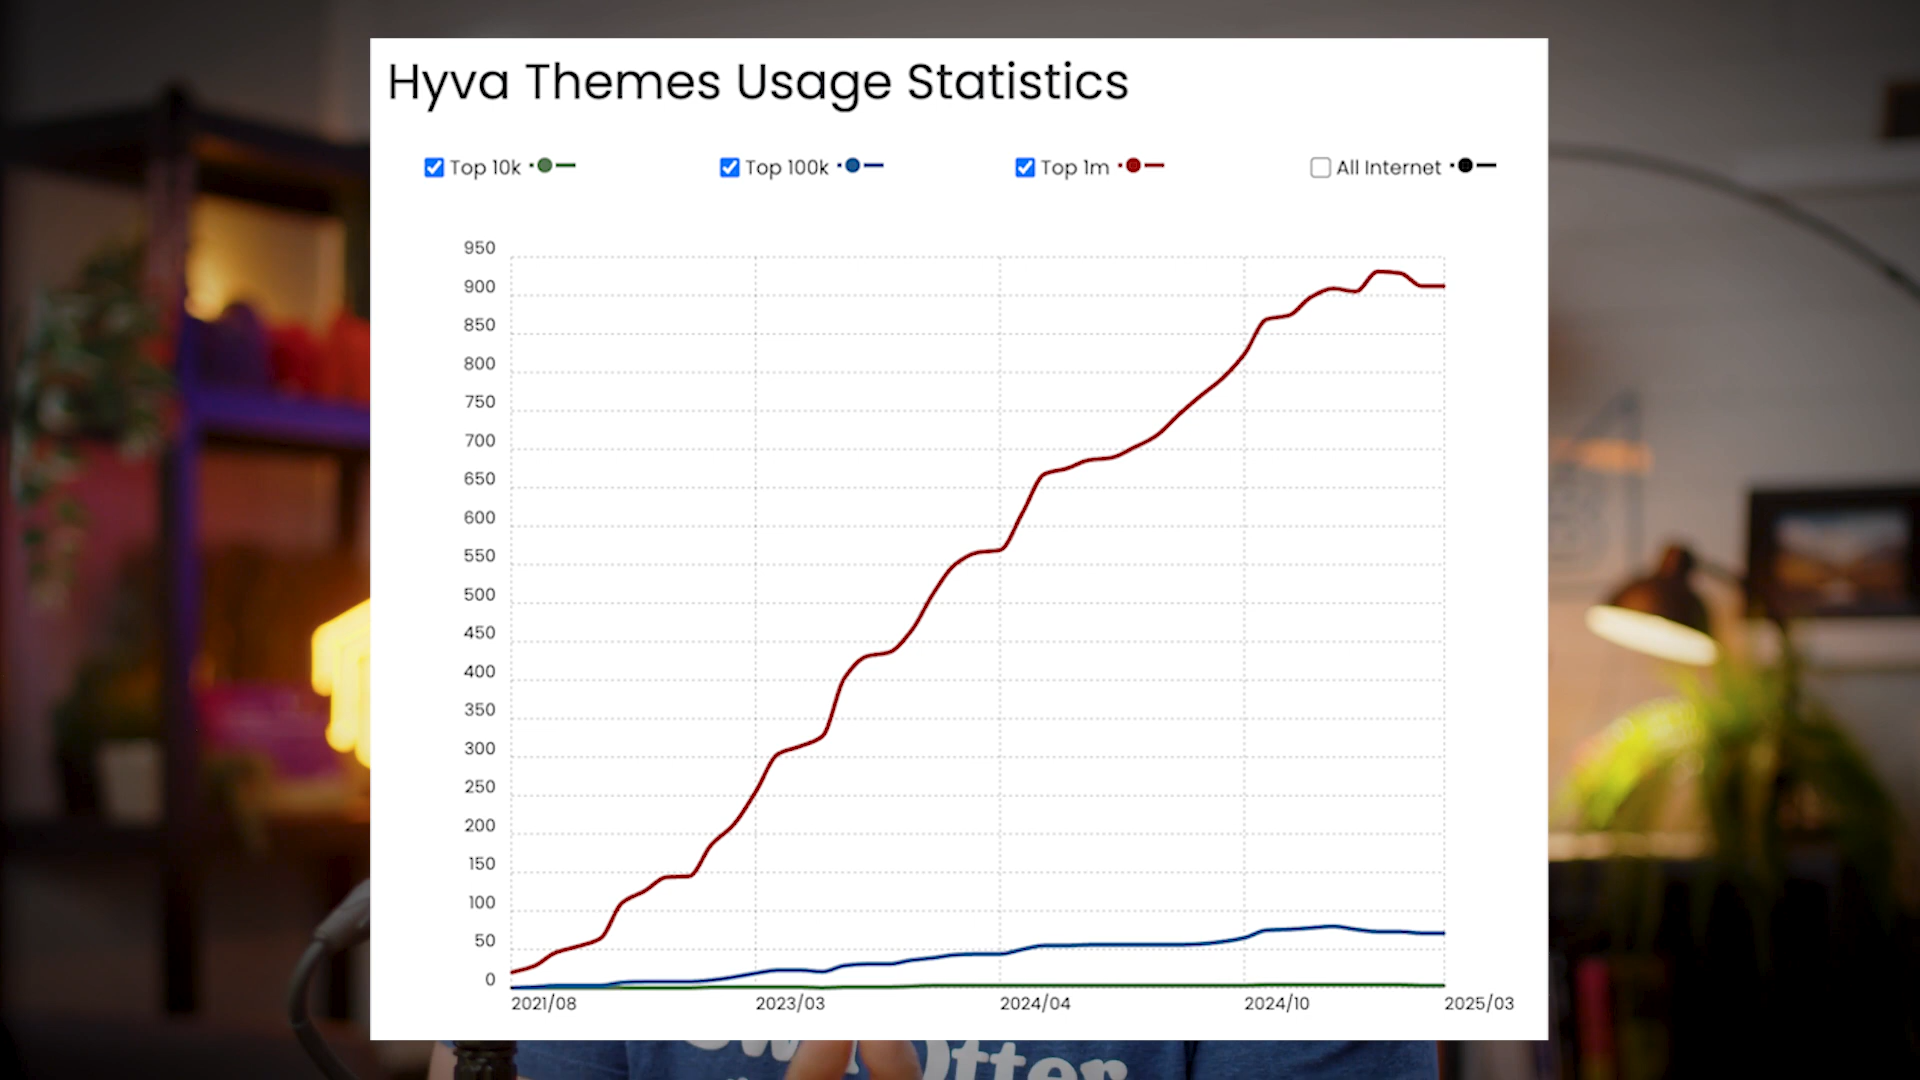 Hyva Themes Usage Statistics
Top 10k
Top 100k
Top 1m
All Internet
950
900
850
800
750
700
650
600
550
500
450
400
350
300
250
200
150
100
50
0
2021/08 2023/03 2024/04 2024/10 2025/03
Otter